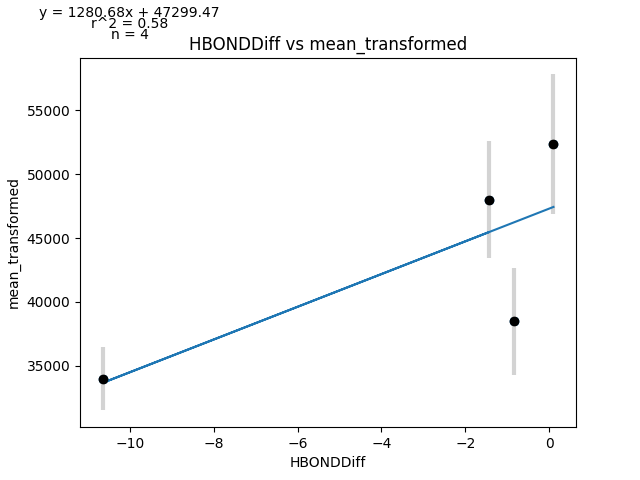 y = 1280.68x + 47299.47
r^2 = 0.58
n = 4
HBONDDiff vs mean_transformed
55000
50000
45000
40000
35000
mean_transformed
−10
−8
−6
−4
−2
0
HBONDDiff